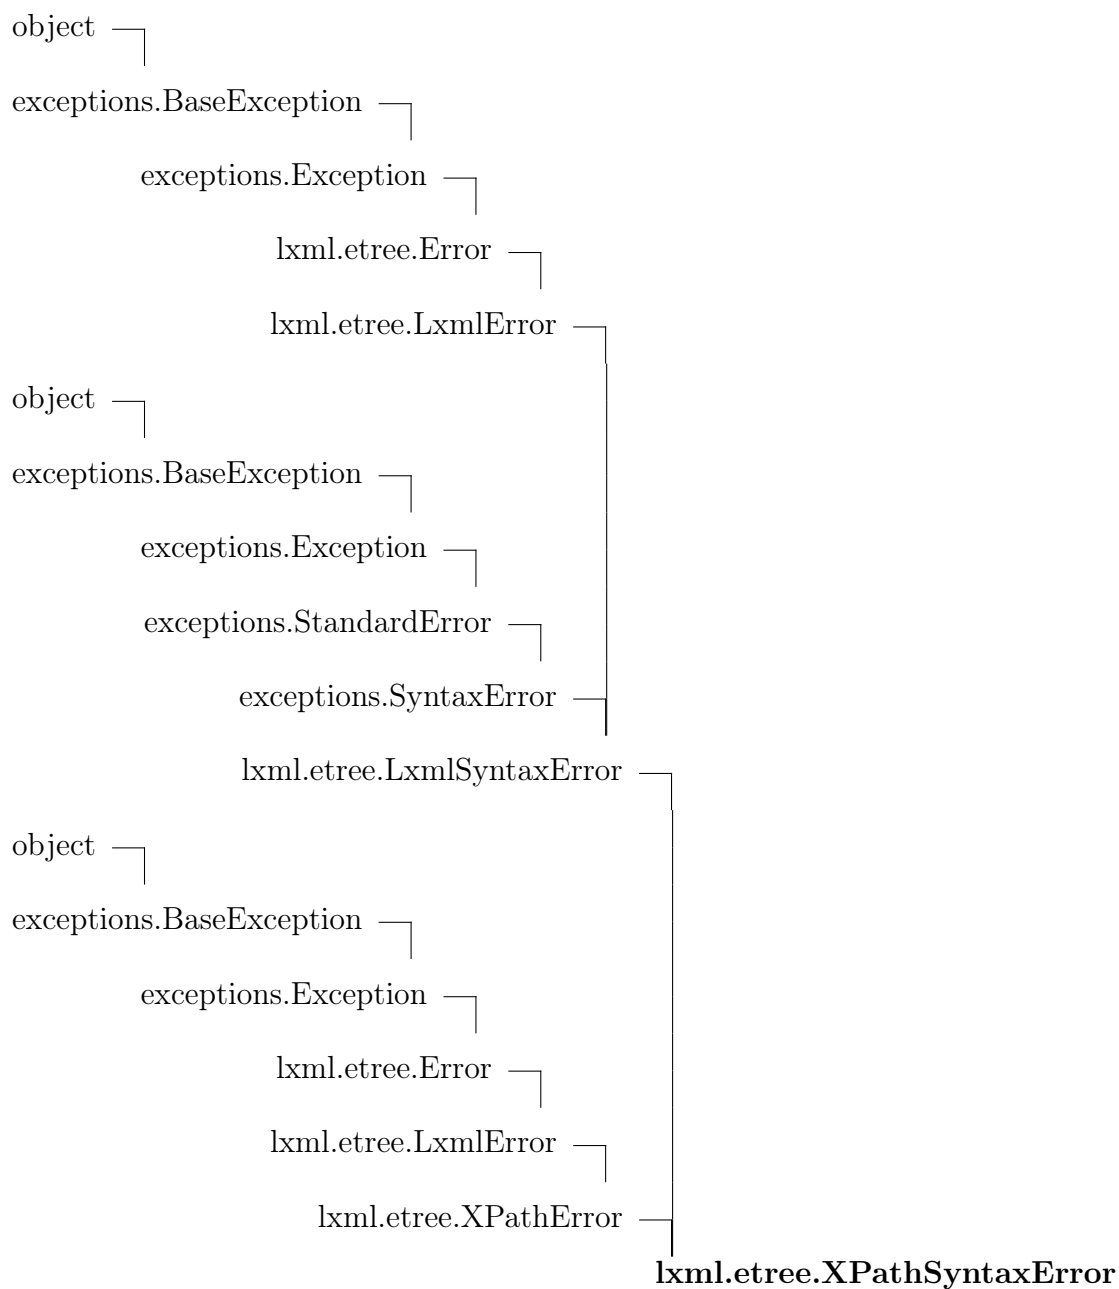 object
exceptions.BaseException
exceptions.Exception
lxml.etree.Error
lxml.etree.LxmlError
object
exceptions.BaseException
exceptions.Exception
exceptions.StandardError
exceptions.SyntaxError
lxml.etree.LxmlSyntaxError
object
exceptions.BaseException
exceptions.Exception
lxml.etree.Error
lxml.etree.LxmlError
lxml.etree.XPathError
lxml.etree.XPathSyntaxError